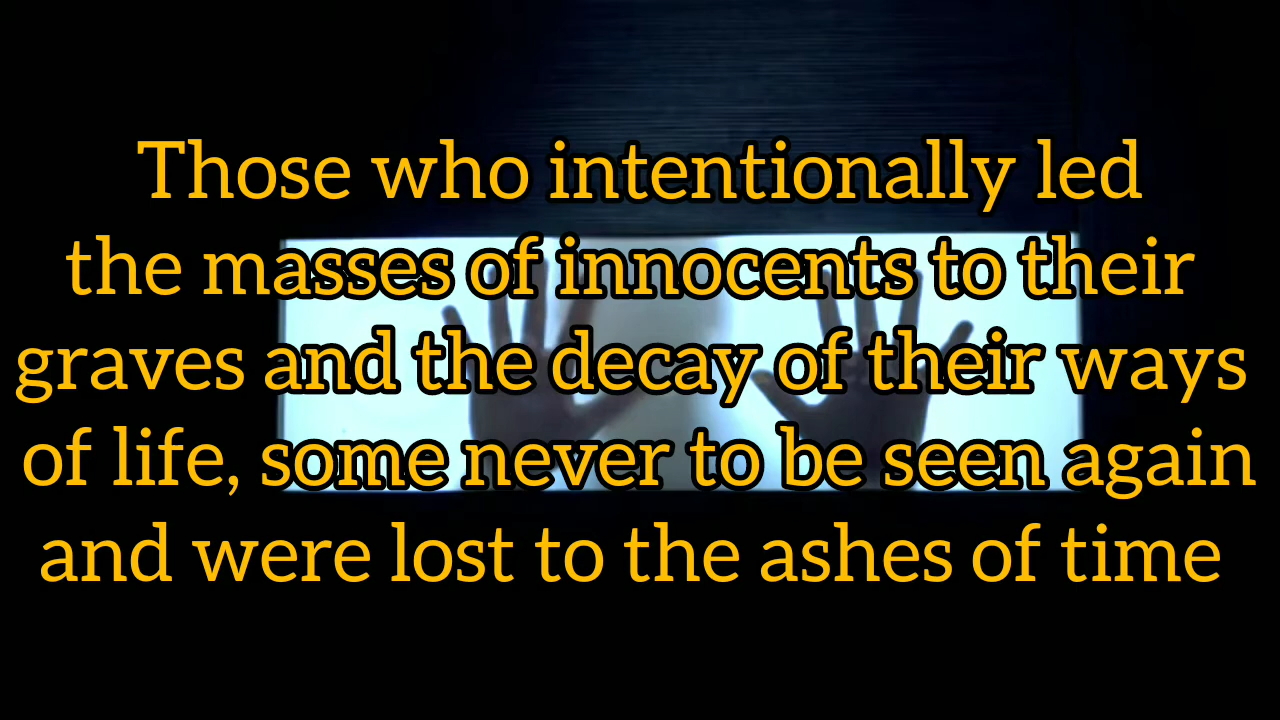 Those who intentionally led
the masses of innocents to their
graves and the decay of their ways
of life, some never to be seen again
and were lost to the ashes of time